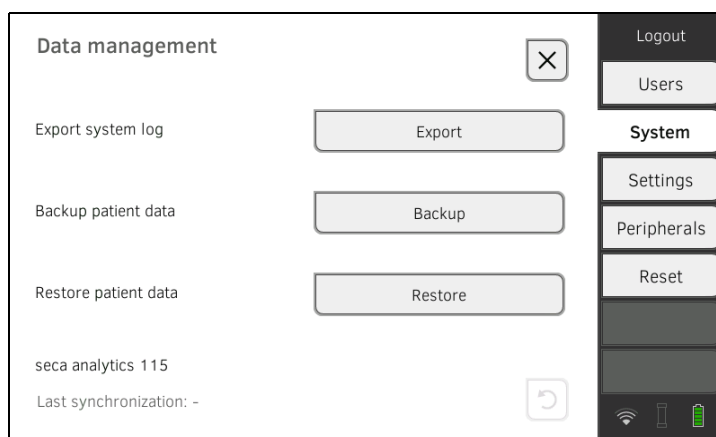 Data management
Export system log
Export
Backup patient data
Backup
Restore patient data
Restore
seca analytics 115
Last synchronization: -
Logout
Users
System
Settings
Peripherals
Reset